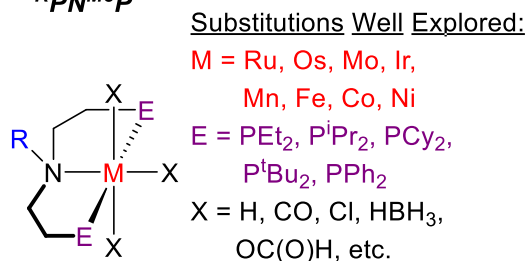 ᴿPNᴹᵉP
Substitutions Well Explored:
M = Ru, Os, Mo, Ir,
Mn, Fe, Co, Ni
E = PEt₂, PⁱPr₂, PCy₂,
PᵗBu₂, PPh₂
X = H, CO, Cl, HBH₃,
OC(O)H, etc.
X
E
R
N
M
X
E
X